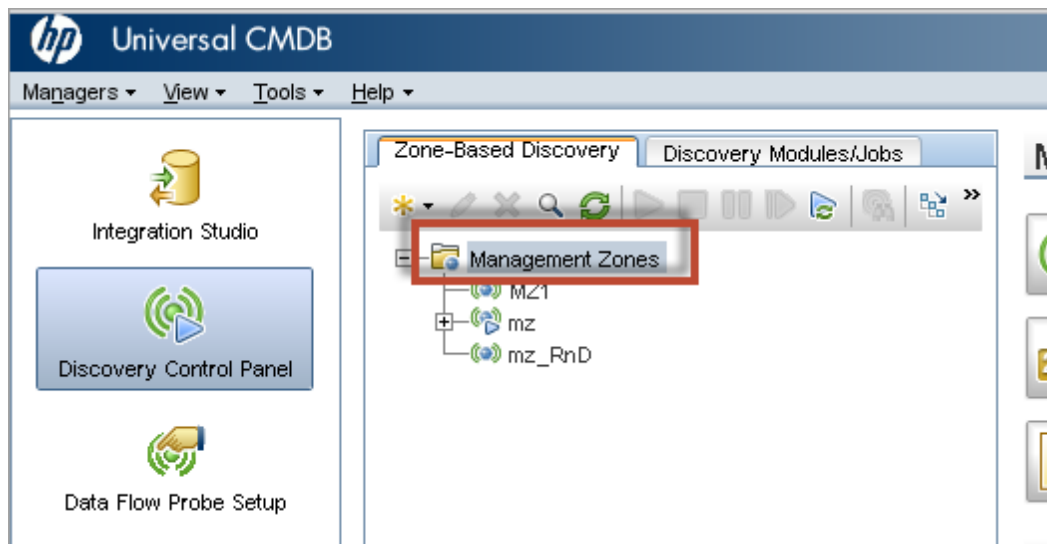 hp Universal CMDB
Managers View Tools Help
Zone-Based Discovery Discovery Modules/Jobs
»
Integration Studio
Management Zones
MZ1
mz
mz_RnD
Discovery Control Panel
Data Flow Probe Setup